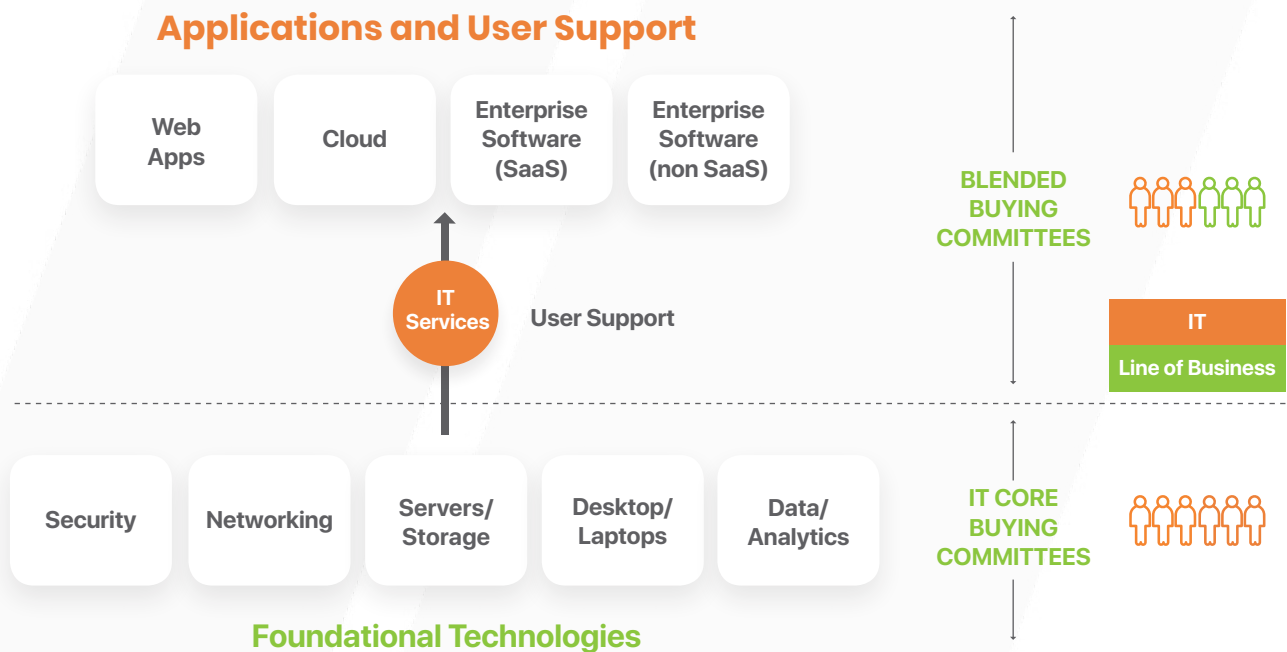 Applications and User Support
Web
Apps
Cloud
Enterprise
Software
(SaaS)
Enterprise
Software
(non SaaS)
BLENDED
BUYING
COMMITTEES
IT
Services
User Support
IT
Line of Business
Security
Networking
Servers/
Storage
Desktop/
Laptops
Data/
Analytics
IT CORE
BUYING
COMMITTEES
Foundational Technologies